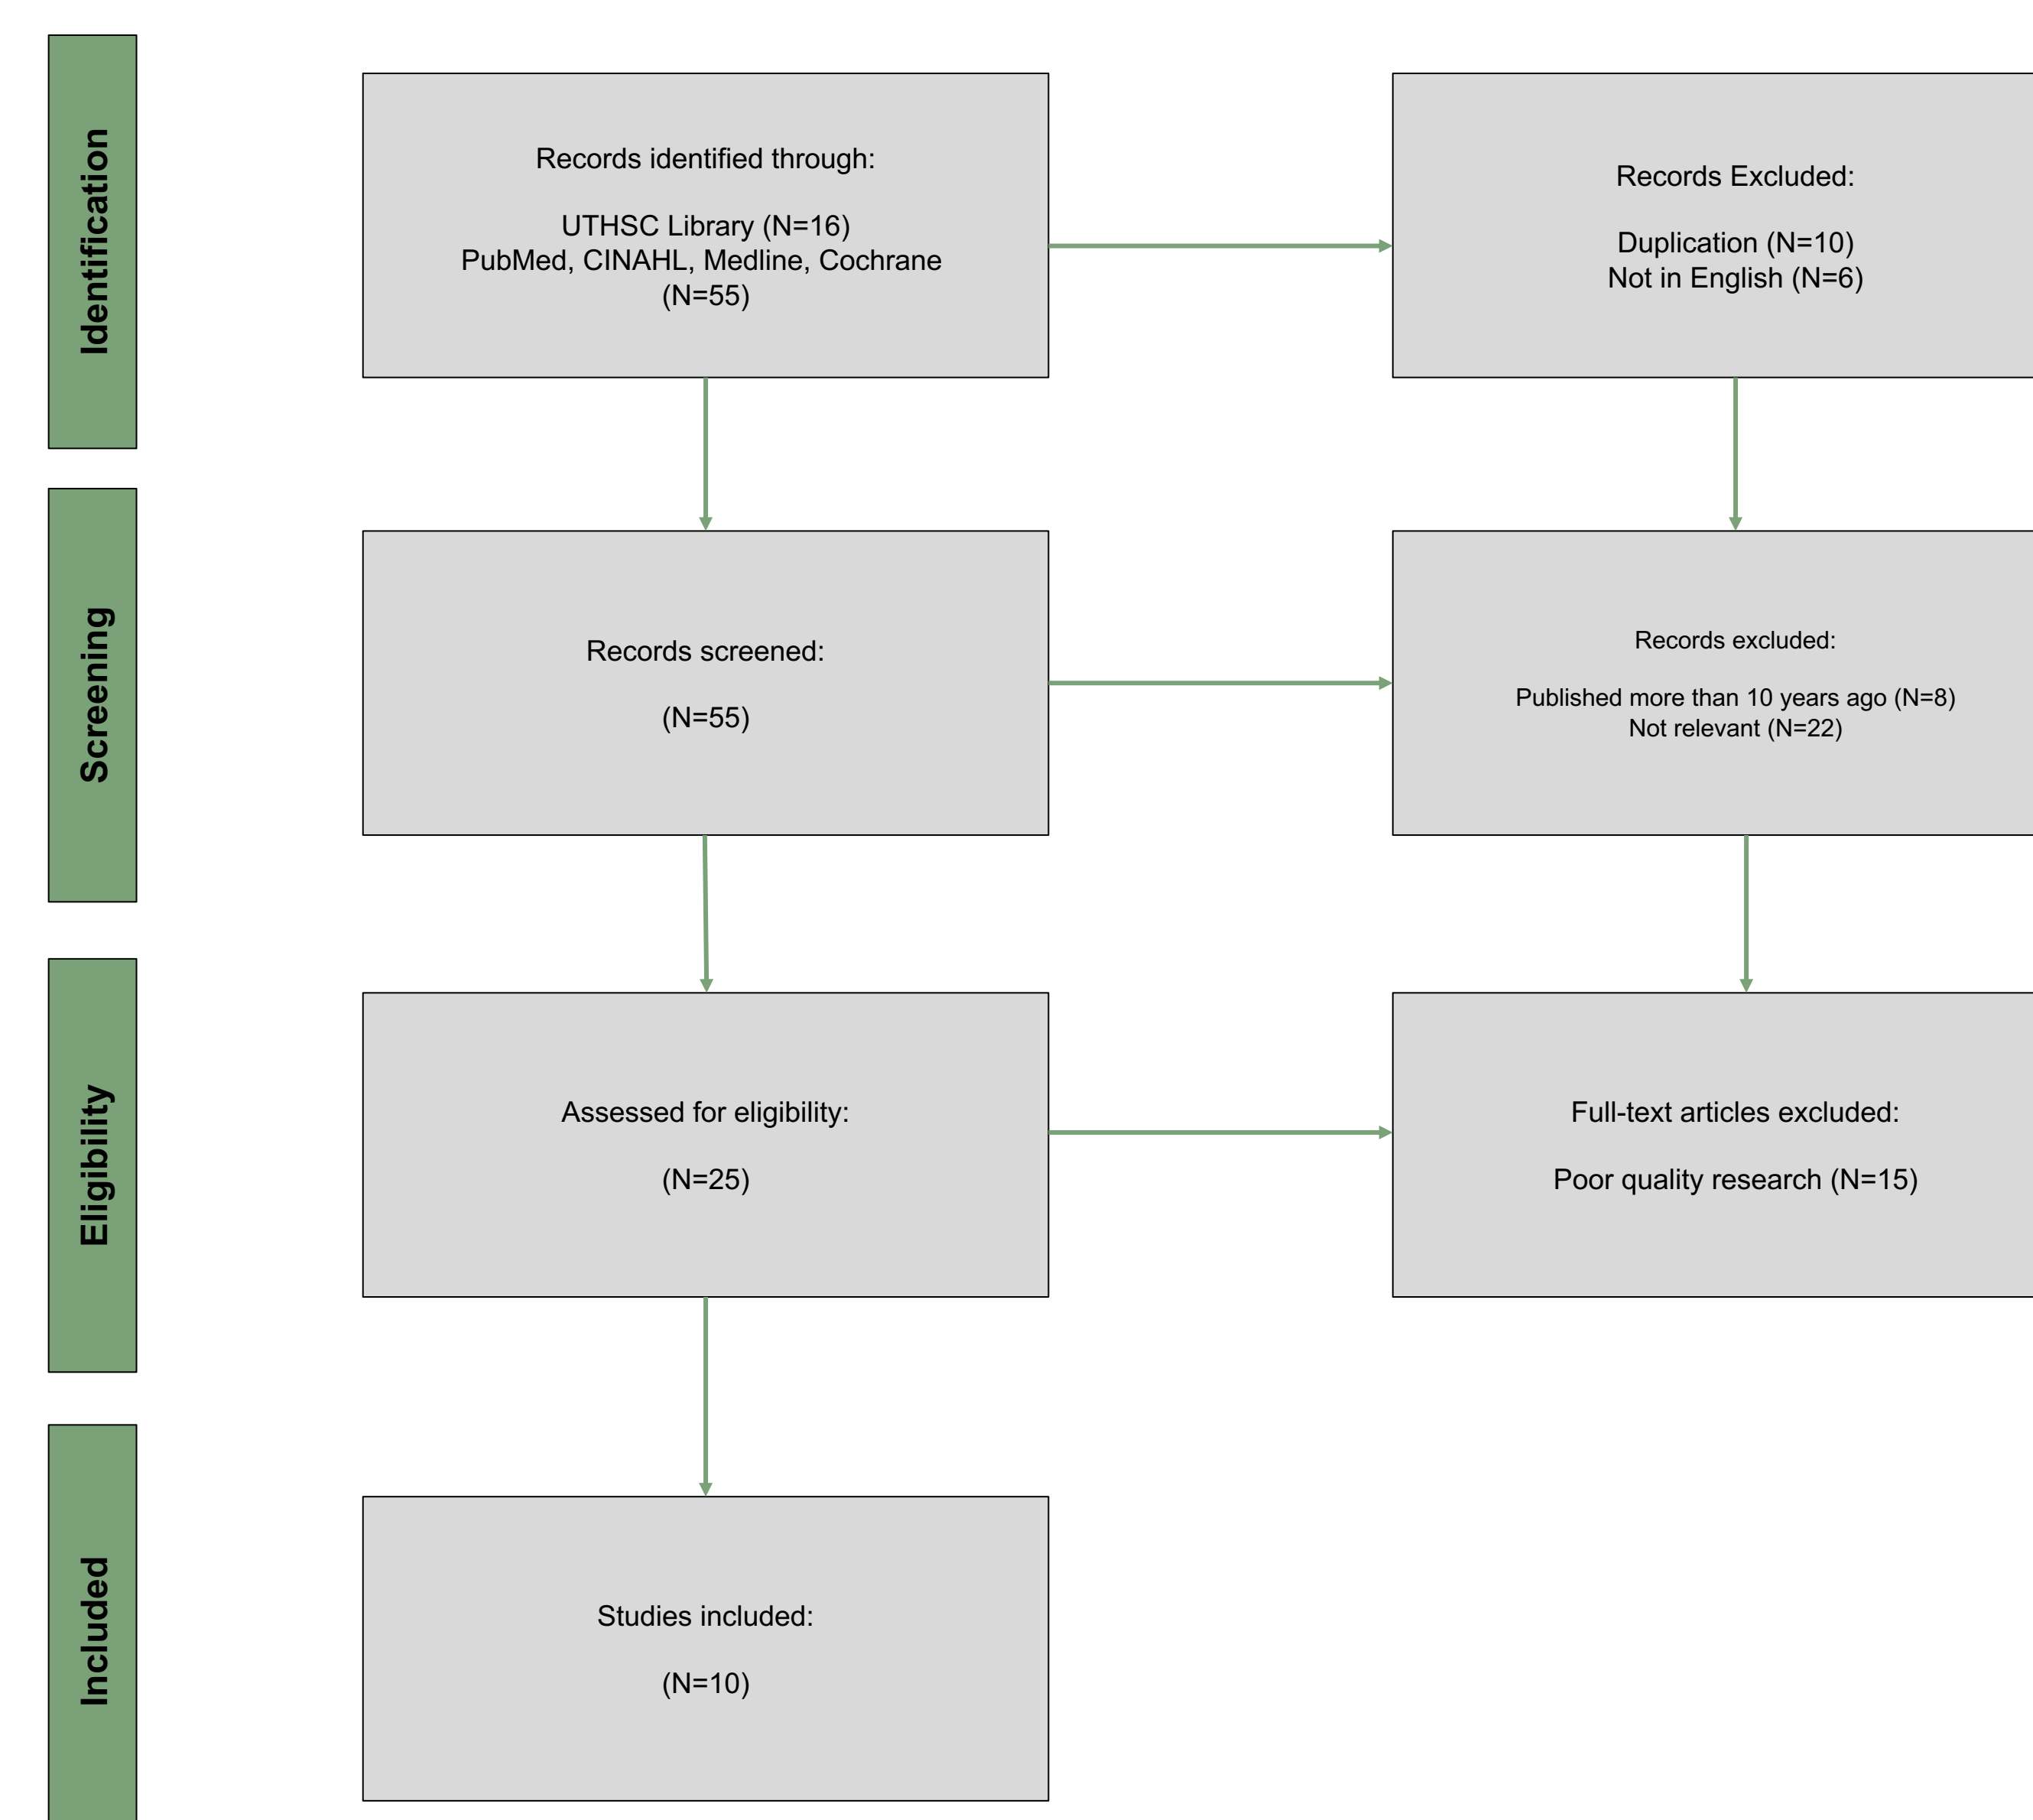 Identification
Records identified through:
UTHSC Library (N=16)
PubMed, CINAHL, Medline, Cochrane
(N=55)
Records Excluded:
Duplication (N=10)
Not in English (N=6)
Screening
Records screened:
(N=55)
Records excluded:
Published more than 10 years ago (N=8)
Not relevant (N=22)
Eligibility
Assessed for eligibility:
(N=25)
Full-text articles excluded:
Poor quality research (N=15)
Included
Studies included:
(N=10)